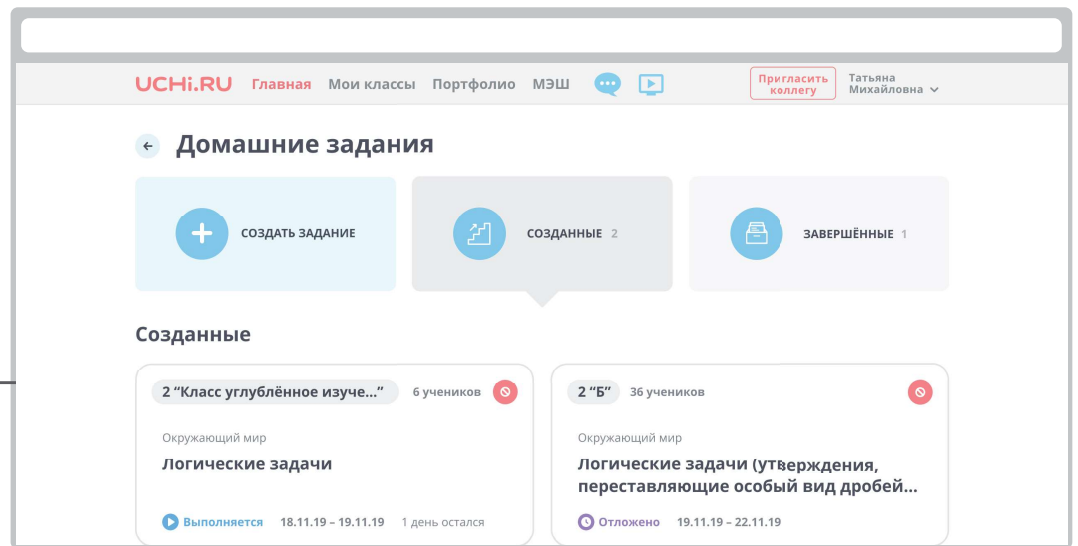 UCHi.RU Главная Мои классы Портфолио МЭШ
Пригласить коллегу
Татьяна Михайловна
Домашние задания
СОЗДАТЬ ЗАДАНИЕ
СОЗДАННЫЕ 2
ЗАВЕРШЁННЫЕ 1
Созданные
2 “Класс углублённое изуче...” 6 учеников
Окружающий мир
Логические задачи
Выполняется 18.11.19 – 19.11.19 1 день остался
2 “Б” 36 учеников
Окружающий мир
Логические задачи (утверждения,
переставляющие особый вид дробей...
Отложено 19.11.19 – 22.11.19